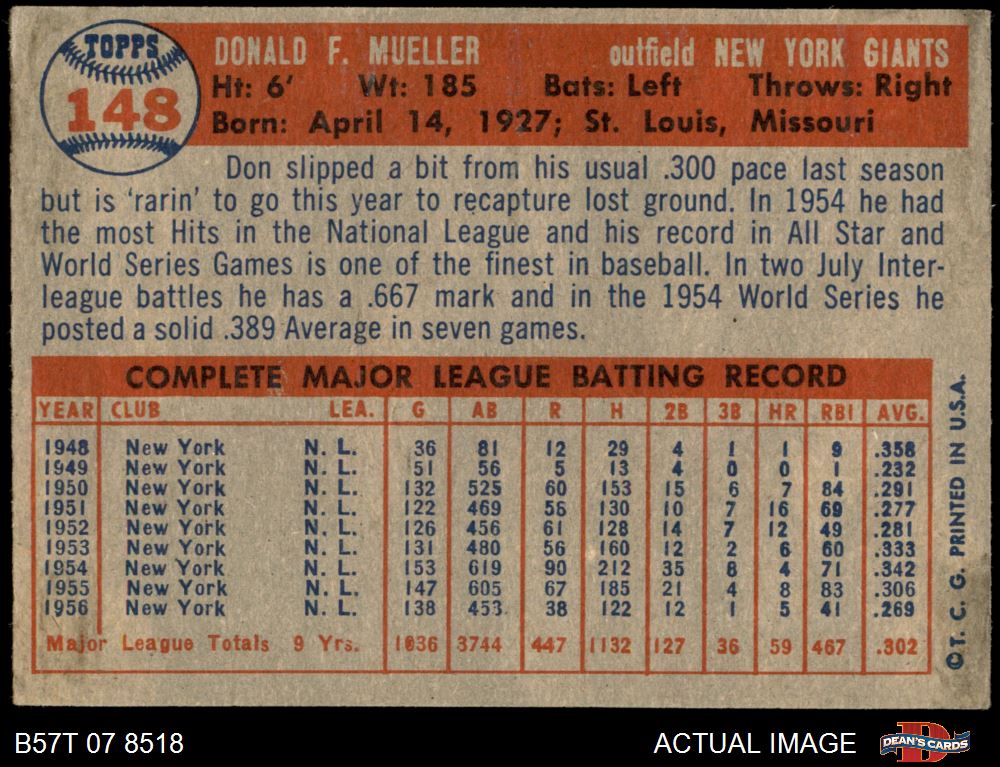 TOPPS
148
DONALD F. MUELLER outfield NEW YORK GIANTS
Ht: 6' Wt: 185 Bats: Left Throws: Right
Born: April 14, 1927; St. Louis, Missouri
Don slipped a bit from his usual .300 pace last season
but is 'rarin' to go this year to recapture lost ground. In 1954 he had
the most Hits in the National League and his record in All Star and
World Series Games is one of the finest in baseball. In two July Inter-
league battles he has a .667 mark and in the 1954 World Series he
posted a solid .389 Average in seven games.
COMPLETE MAJOR LEAGUE BATTING RECORD
YEAR CLUB LEA. G AB R H 2B 3B HR RBI AVG.
1948 New York N. L. 36 81 12 29 4 1 1 9 .358
1949 New York N. L. 51 56 5 13 4 0 0 1 .232
1950 New York N. L. 132 525 60 153 15 6 7 84 .291
1951 New York N. L. 122 469 58 130 10 7 16 69 .277
1952 New York N. L. 126 456 61 128 14 7 12 49 .281
1953 New York N. L. 131 480 56 160 12 2 6 60 .333
1954 New York N. L. 153 619 90 212 35 8 4 71 .342
1955 New York N. L. 147 605 67 185 21 4 8 83 .306
1956 New York N. L. 138 453 38 122 12 1 5 41 .269
Major League Totals 9 Yrs. 1036 3744 447 1132 127 36 59 467 .302
©T. C. G. PRINTED IN U.S.A.
B57T 07 8518 ACTUAL IMAGE
DEAN'S CARDS